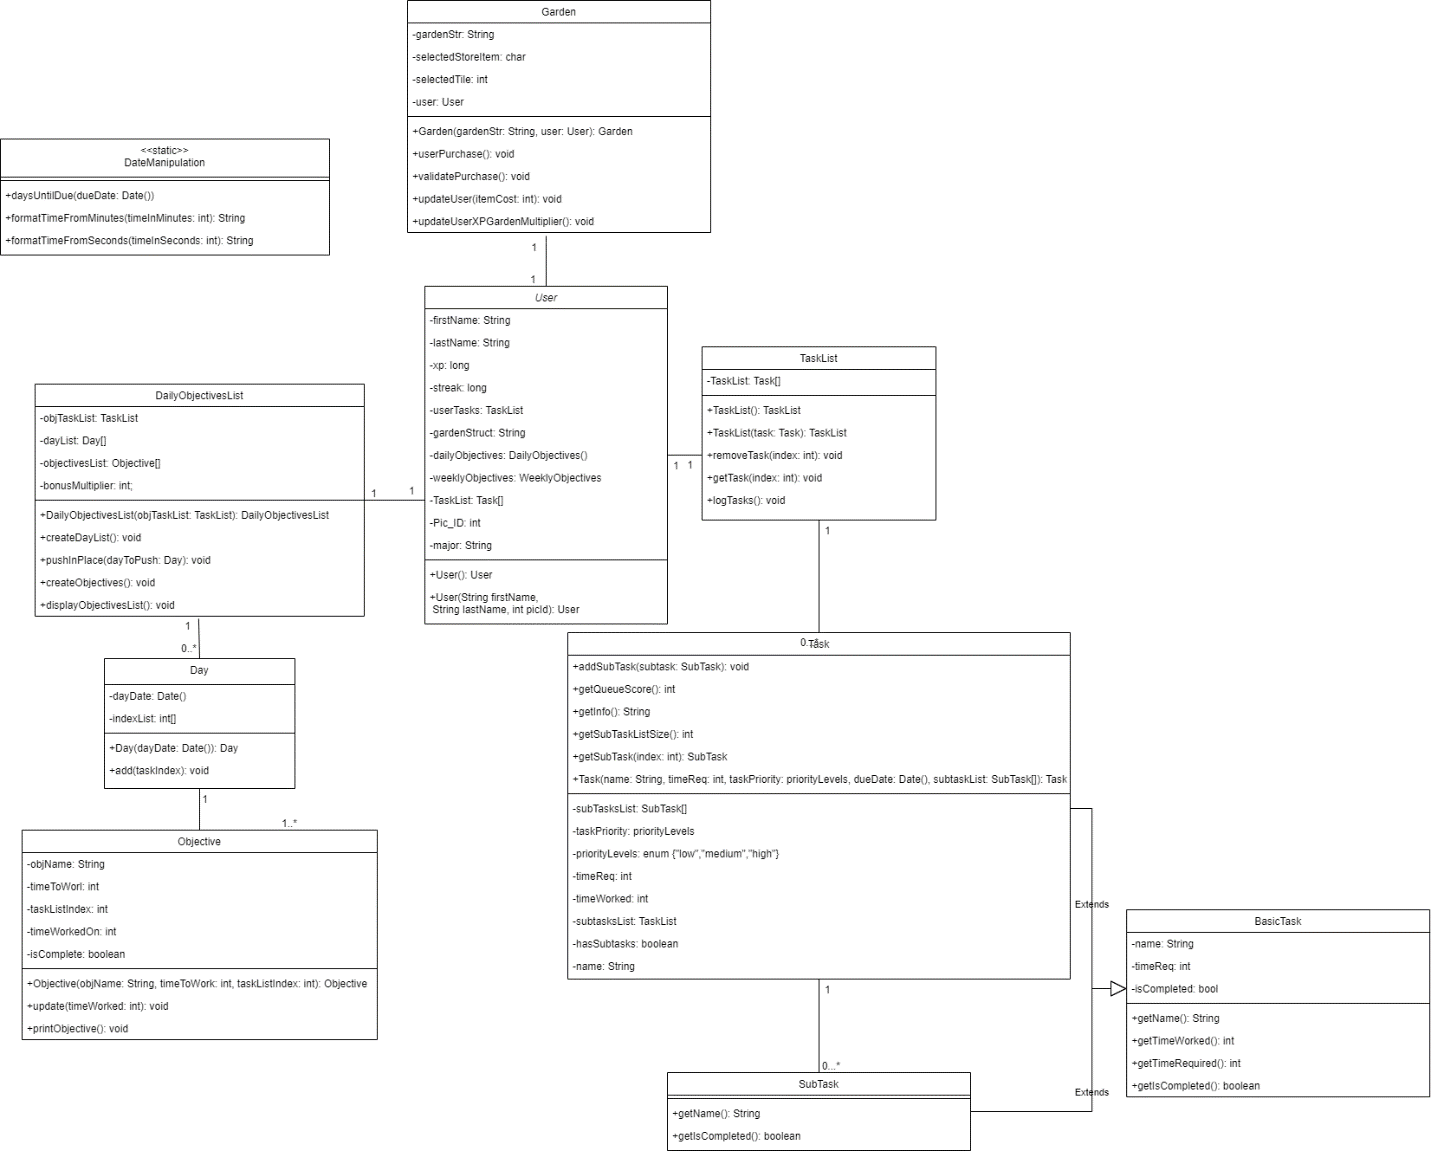 Garden
-gardenStr: String
-selectedStoreItem: char
-selectedTile: int
-user: User
+Garden(gardenStr: String, user: User): Garden
+userPurchase(): void
+validatePurchase(): void
+updateUser(itemCost: int): void
+updateUserXPGardenMultiplier(): void
<<static>>
DateManipulation
+daysUntilDue(dueDate: Date())
+formatTimeFromMinutes(timeInMinutes: int): String
+formatTimeFromSeconds(timeInSeconds: int): String
1
1
User
-firstName: String
-lastName: String
-xp: long
-streak: long
-userTasks: TaskList
-gardenStruct: String
-dailyObjectives: DailyObjectives()
-weeklyObjectives: WeeklyObjectives
-TaskList: Task[]
-Pic_ID: int
-major: String
+User(): User
+User(String firstName,
String lastName, int picId): User
1 1
TaskList
-TaskList: Task[]
+TaskList(): TaskList
+TaskList(task: Task): TaskList
+removeTask(index: int): void
+getTask(index: int): void
+logTasks(): void
1
DailyObjectivesList
-objTaskList: TaskList
-dayList: Day[]
-objectivesList: Objective[]
-bonusMultiplier: int;
+DailyObjectivesList(objTaskList: TaskList): DailyObjectivesList
+createDayList(): void
+pushInPlace(dayToPush: Day): void
+createObjectives(): void
+displayObjectivesList(): void
1 1
1
0..*
Day
-dayDate: Date()
-indexList: int[]
+Day(dayDate: Date()): Day
+add(taskIndex): void
1
1..*
Objective
-objName: String
-timeToWorl: int
-taskListIndex: int
-timeWorkedOn: int
-isComplete: boolean
+Objective(objName: String, timeToWork: int, taskListIndex: int): Objective
+update(timeWorked: int): void
+printObjective(): void
0..*
Task
+addSubTask(subtask: SubTask): void
+getQueueScore(): int
+getInfo(): String
+getSubTaskListSize(): int
+getSubTask(index: int): SubTask
+Task(name: String, timeReq: int, taskPriority: priorityLevels, dueDate: Date(), subtaskList: SubTask[]): Task
-subTasksList: SubTask[]
-taskPriority: priorityLevels
-priorityLevels: enum {"low","medium","high"}
-timeReq: int
-timeWorked: int
-subtasksList: TaskList
-hasSubtasks: boolean
-name: String
1
0...*
Extends
BasicTask
-name: String
-timeReq: int
-isCompleted: bool
+getName(): String
+getTimeWorked(): int
+getTimeRequired(): int
+getIsCompleted(): boolean
Extends
SubTask
+getName(): String
+getIsCompleted(): boolean